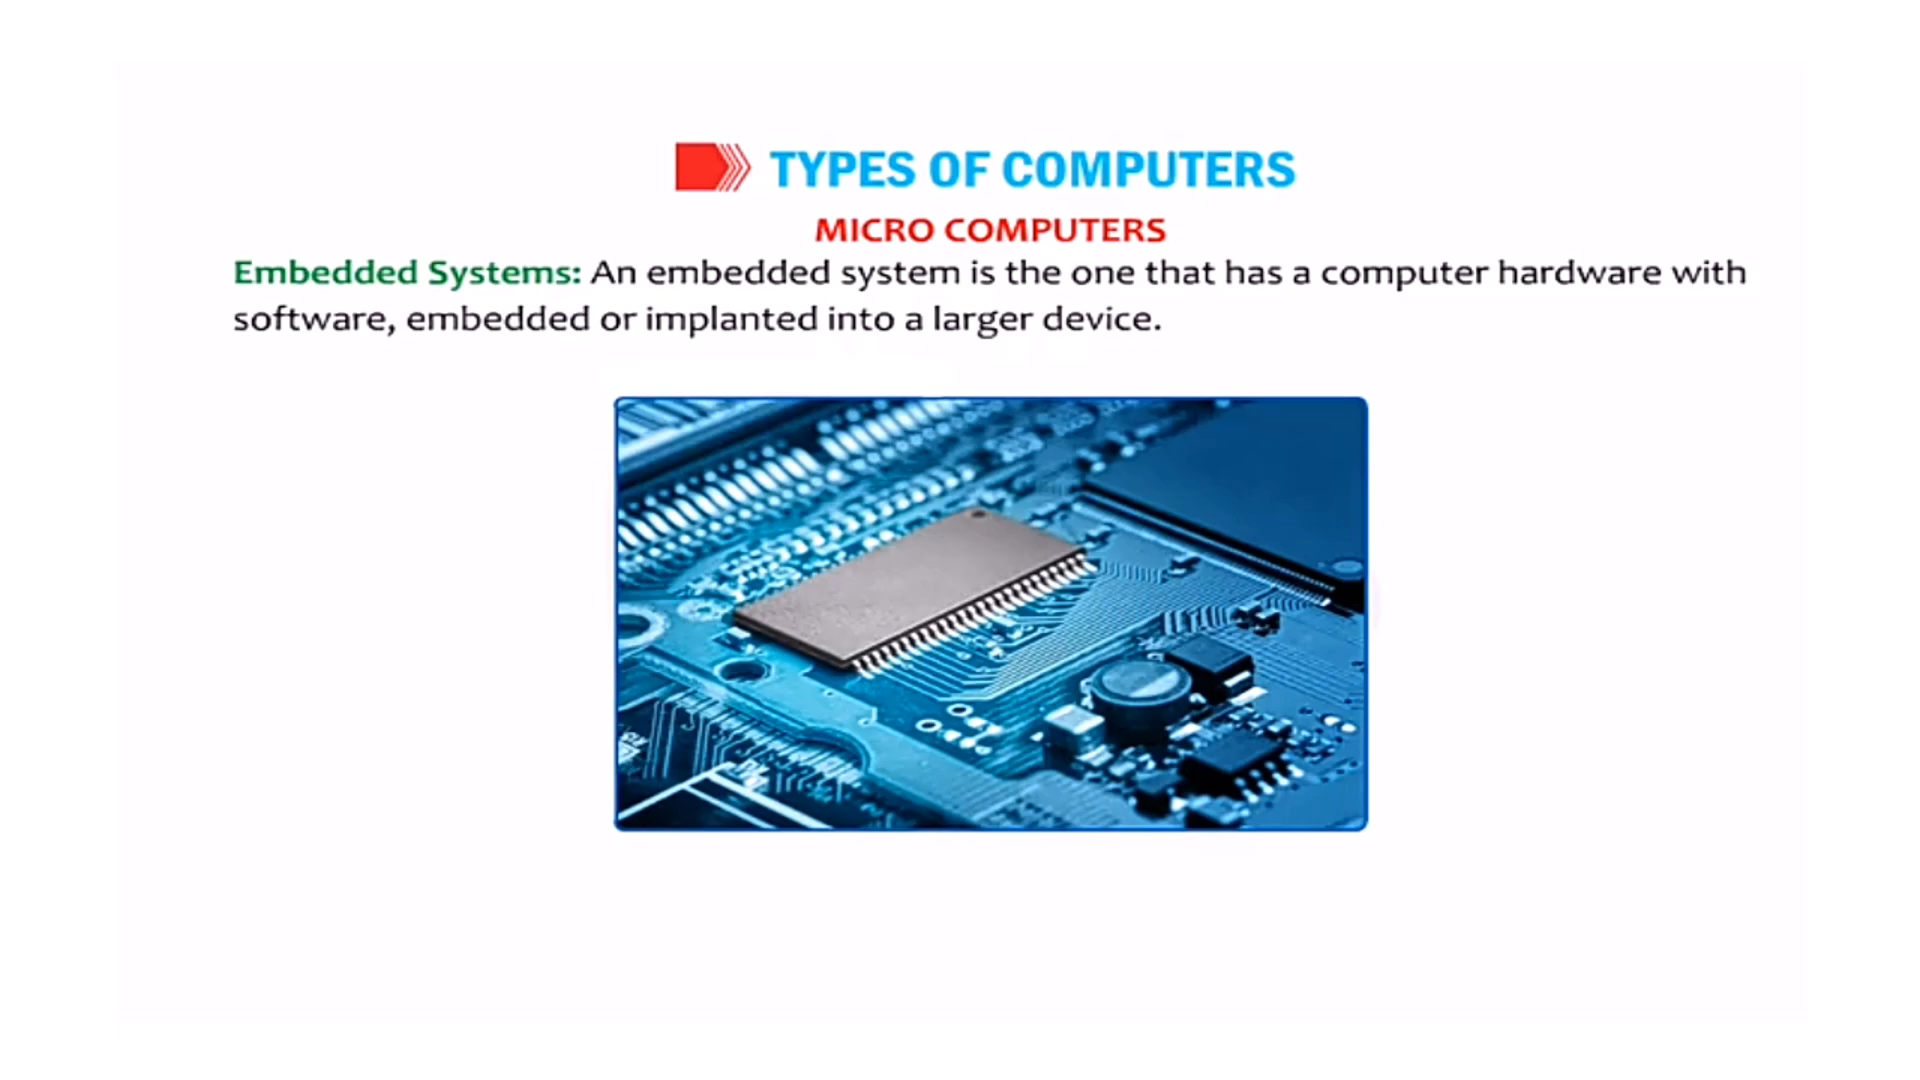 TYPES OF COMPUTERS
MICRO COMPUTERS
Embedded Systems: An embedded system is the one that has a computer hardware with
software, embedded or implanted into a larger device.